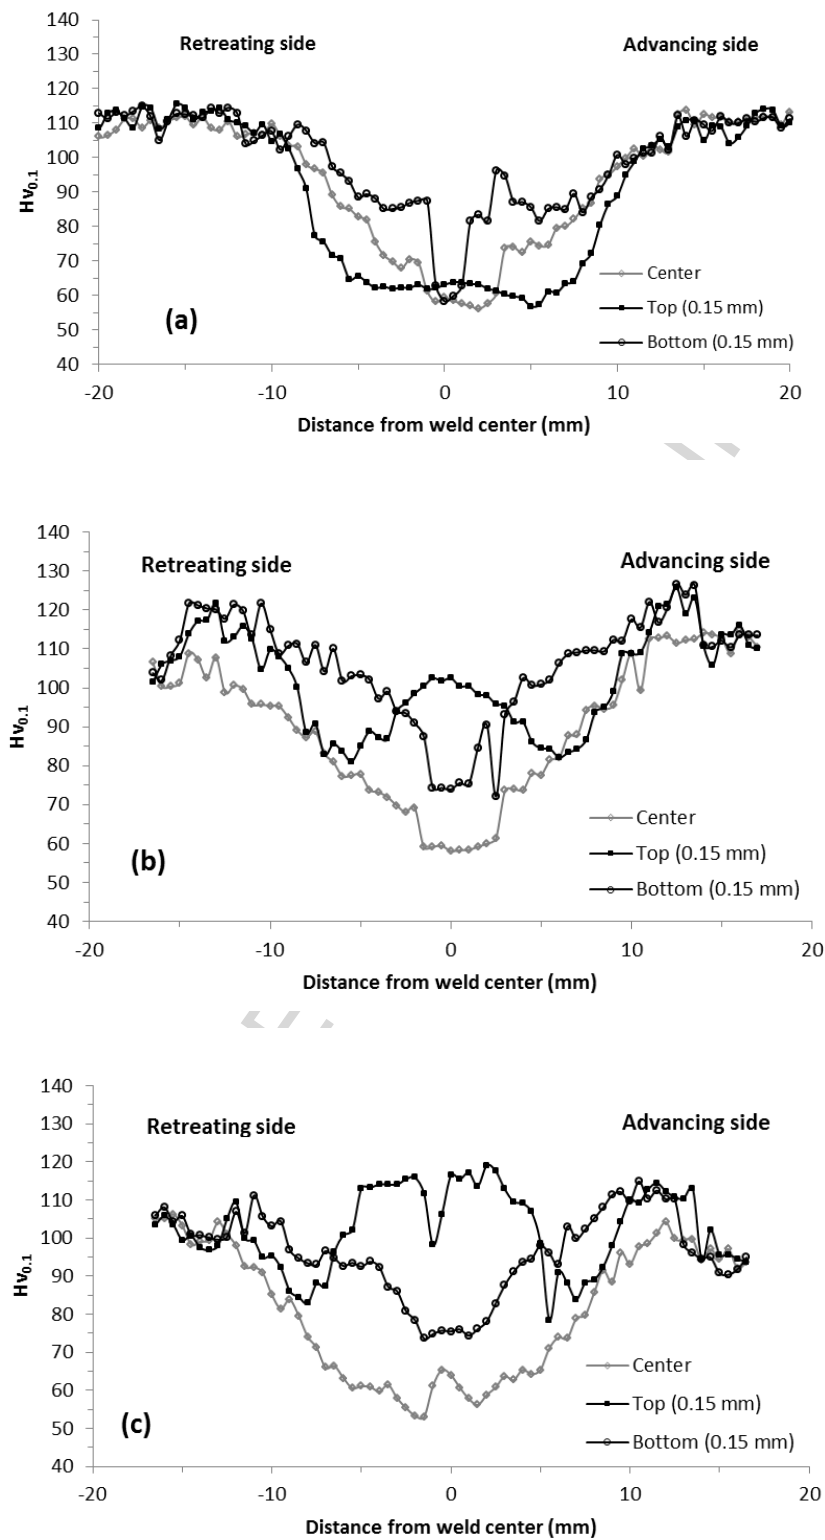 140
130
120
110
100
90
80
70
60
50
40
Hv0.1
Retreating side
Advancing side
(a)
Center
Top (0.15 mm)
Bottom (0.15 mm)
-20
-10
0
10
20
Distance from weld center (mm)
140
130
120
110
100
90
80
70
60
50
40
Hv0.1
Retreating side
Advancing side
(b)
Center
Top (0.15 mm)
Bottom (0.15 mm)
-20
-10
0
10
20
Distance from weld center (mm)
140
130
120
110
100
90
80
70
60
50
40
Hv0.1
Retreating side
Advancing side
(c)
Center
Top (0.15 mm)
Bottom (0.15 mm)
-20
-10
0
10
20
Distance from weld center (mm)